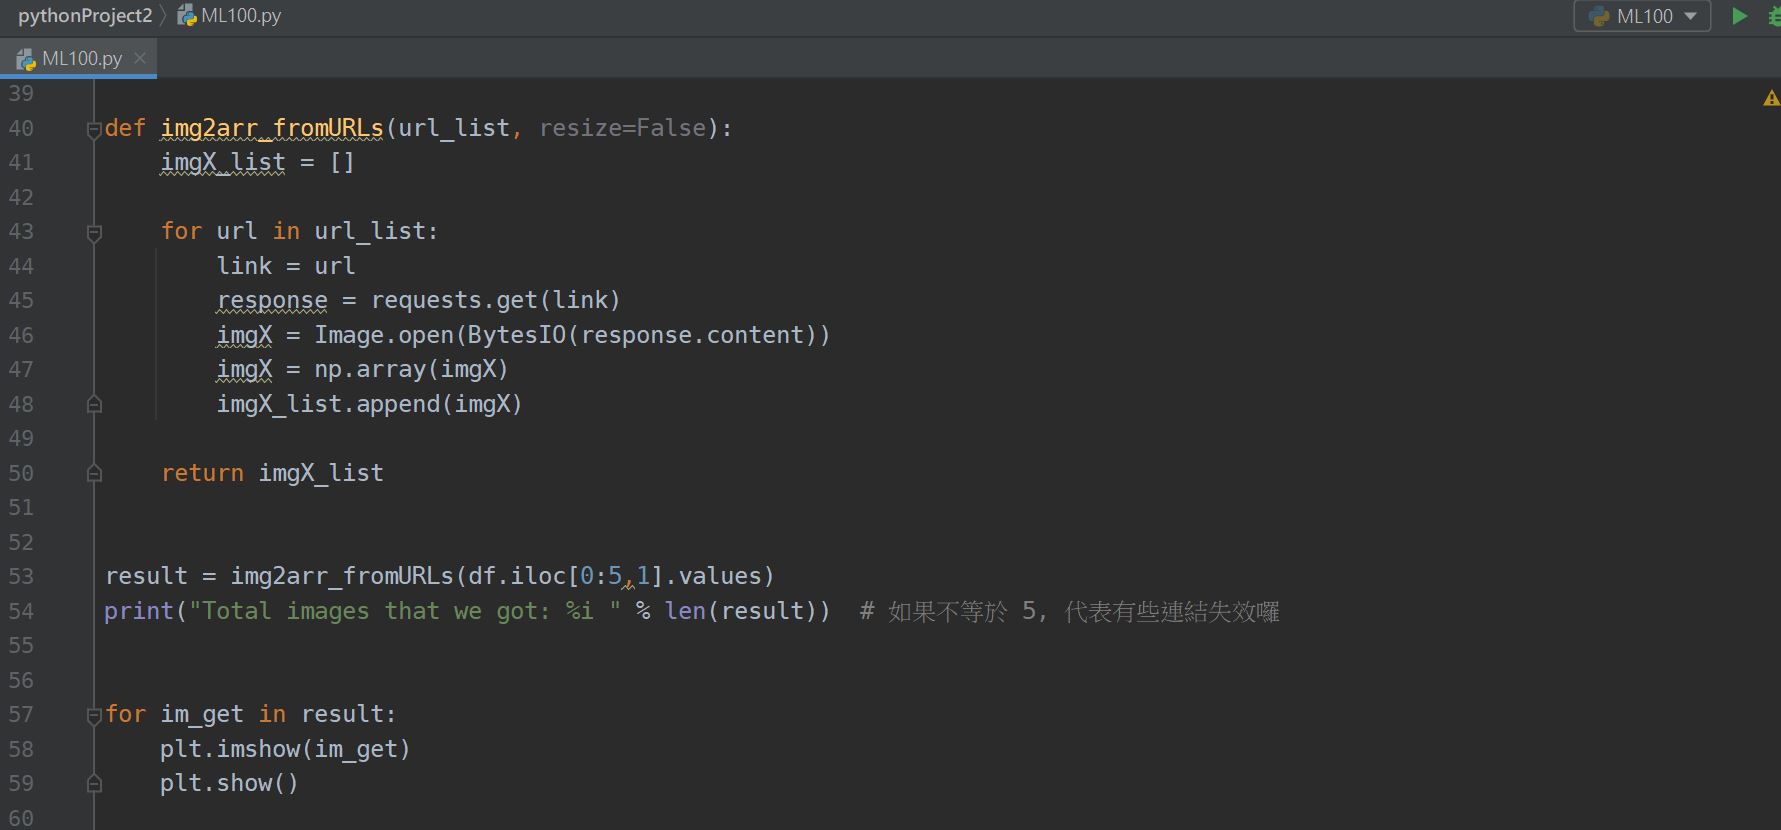 pythonProject2 ML100.py ML100
ML100.py
39
40 def img2arr_fromURLs(url_list, resize=False):
41     imgX_list = []
42
43     for url in url_list:
44         link = url
45         response = requests.get(link)
46         imgX = Image.open(BytesIO(response.content))
47         imgX = np.array(imgX)
48         imgX_list.append(imgX)
49
50     return imgX_list
51
52
53 result = img2arr_fromURLs(df.iloc[0:5,1].values)
54 print("Total images that we got: %i " % len(result))  # 如果不等於 5, 代表有些連結失效囉
55
56
57 for im_get in result:
58     plt.imshow(im_get)
59     plt.show()
60